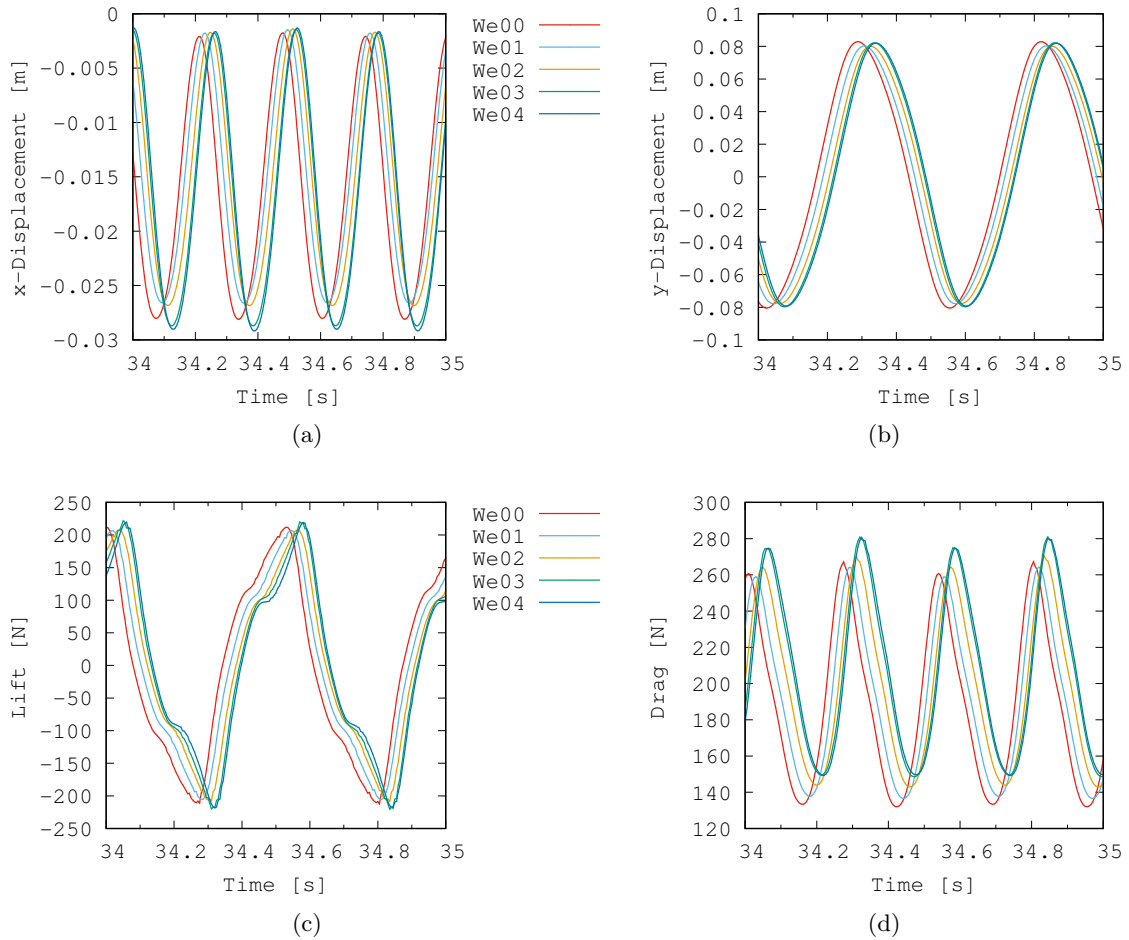 0
-0.005
-0.01
-0.015
-0.02
-0.025
-0.03
x-Displacement [m]
34 34.2 34.4 34.6 34.8 35
Time [s]
(a)
We00
We01
We02
We03
We04
0.1
0.08
0.06
0.04
0.02
0
-0.02
-0.04
-0.06
-0.08
-0.1
y-Displacement [m]
34 34.2 34.4 34.6 34.8 35
Time [s]
(b)
250
200
150
100
50
0
-50
-100
-150
-200
-250
Lift [N]
34 34.2 34.4 34.6 34.8 35
Time [s]
(c)
We00
We01
We02
We03
We04
300
280
260
240
220
200
180
160
140
120
Drag [N]
34 34.2 34.4 34.6 34.8 35
Time [s]
(d)